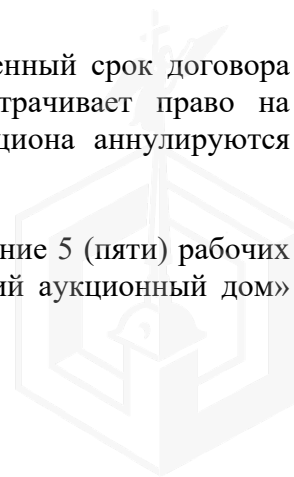 енный срок договора
трачивает право на
циона аннулируются
ние 5 (пяти) рабочих
ий аукционный дом»